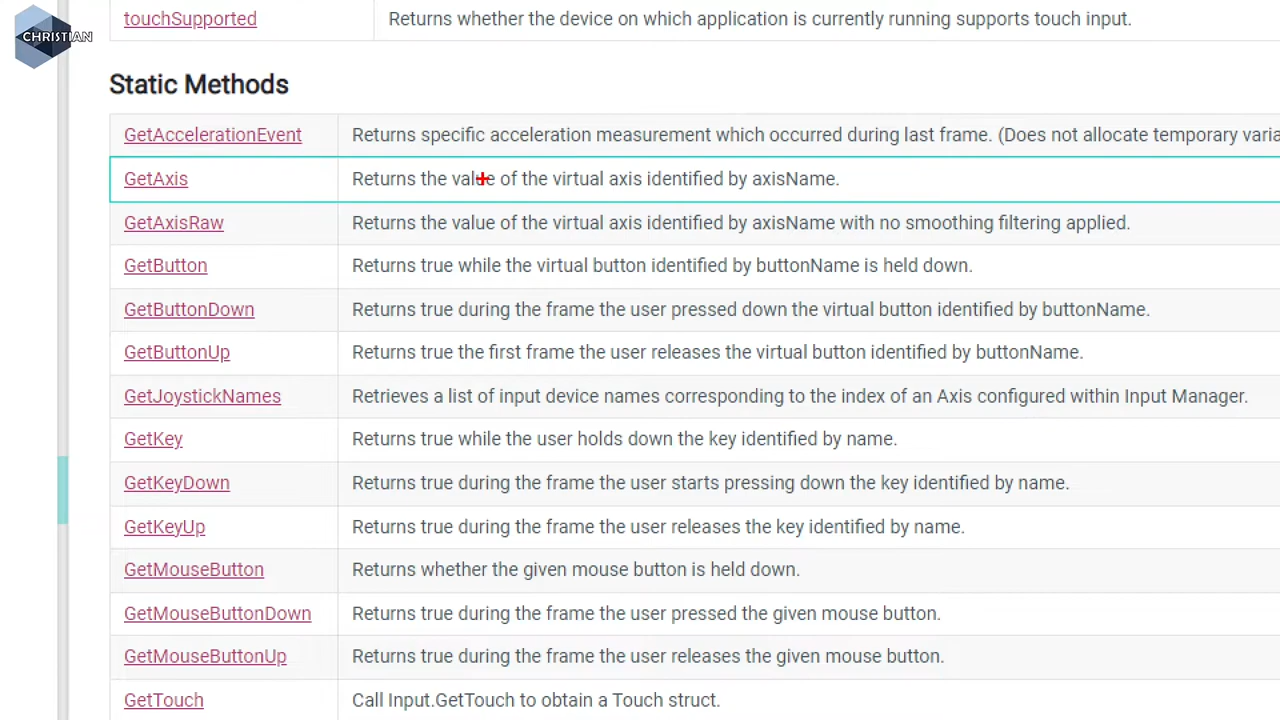 CHRISTIAN
touchSupported Returns whether the device on which application is currently running supports touch input.
Static Methods
GetAccelerationEvent Returns specific acceleration measurement which occurred during last frame. (Does not allocate temporary varia
GetAxis Returns the value of the virtual axis identified by axisName.
GetAxisRaw Returns the value of the virtual axis identified by axisName with no smoothing filtering applied.
GetButton Returns true while the virtual button identified by buttonName is held down.
GetButtonDown Returns true during the frame the user pressed down the virtual button identified by buttonName.
GetButtonUp Returns true the first frame the user releases the virtual button identified by buttonName.
GetJoystickNames Retrieves a list of input device names corresponding to the index of an Axis configured within Input Manager.
GetKey Returns true while the user holds down the key identified by name.
GetKeyDown Returns true during the frame the user starts pressing down the key identified by name.
GetKeyUp Returns true during the frame the user releases the key identified by name.
GetMouseButton Returns whether the given mouse button is held down.
GetMouseButtonDown Returns true during the frame the user pressed the given mouse button.
GetMouseButtonUp Returns true during the frame the user releases the given mouse button.
GetTouch Call Input.GetTouch to obtain a Touch struct.